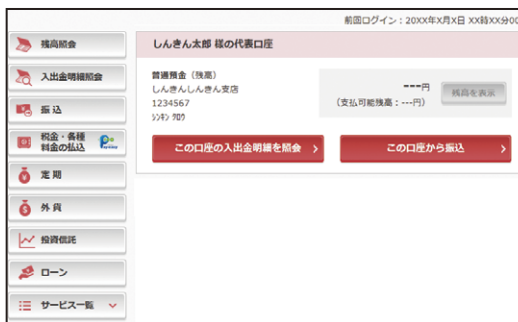 前回ログイン：20XX年X月X日 XX時XX分00
残高照会
入出金明細照会
振込
税金・各種
料金の払込
定期
外貨
投資信託
ローン
サービス一覧
しんきん太郎 様の代表口座
普通預金（残高）
しんきんしんきん支店
1234567
ｼﾝｷﾝ ﾀﾛｳ
---円
（支払可能残高：---円）
残高を表示
この口座の入出金明細を照会
この口座から振込